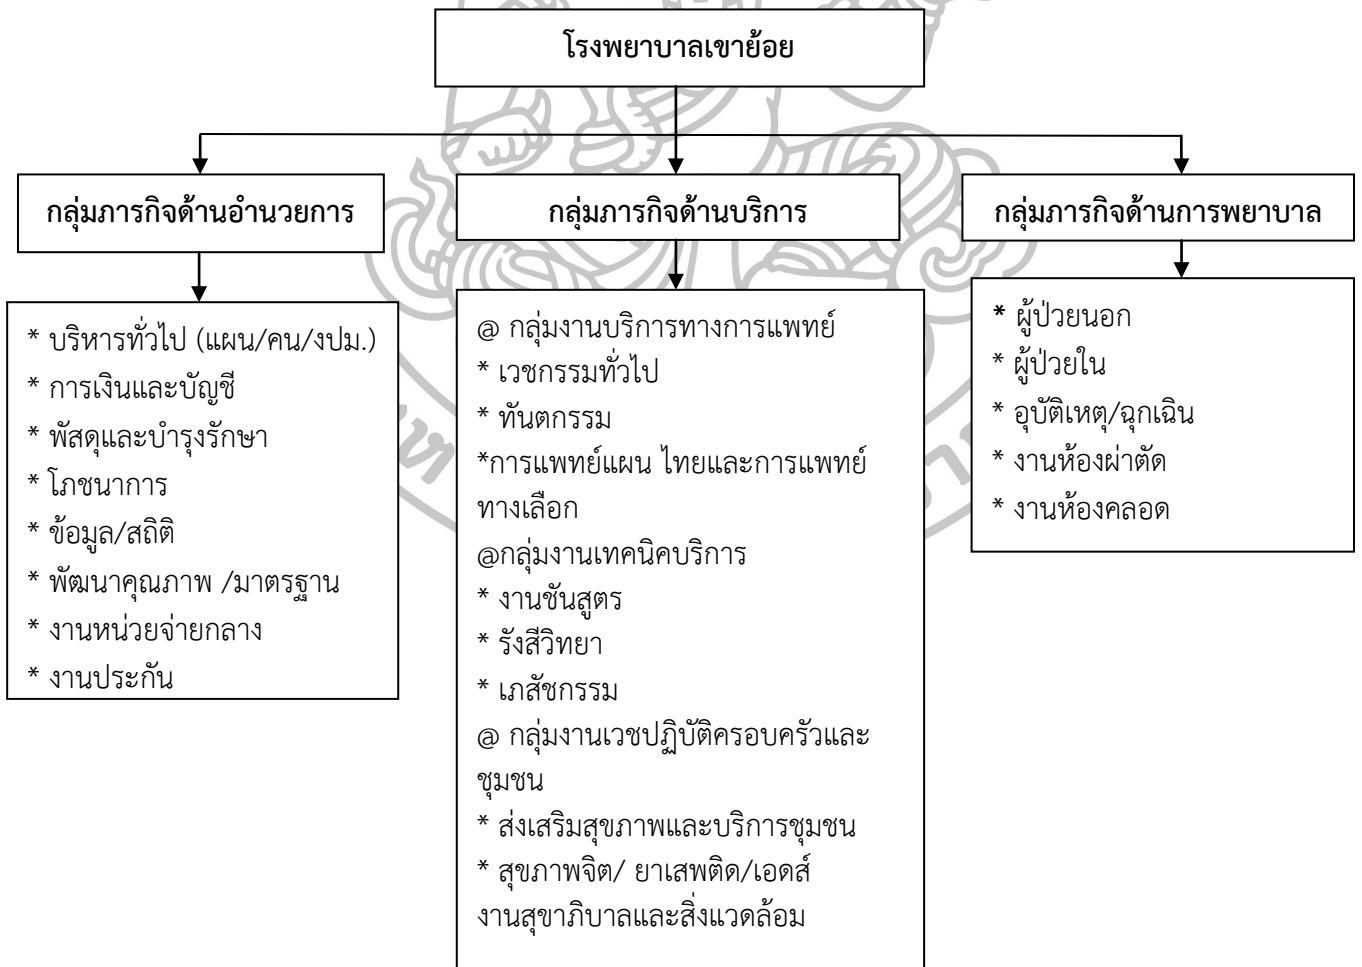 โรงพยาบาลเขาย้อย
กลุ่มภารกิจด้านอำนวยการ
* บริหารทั่วไป (แผน/คน/งปม.)
* การเงินและบัญชี
* พัสดุและบำรุงรักษา
* โภชนาการ
* ข้อมูล/สถิติ
* พัฒนาคุณภาพ /มาตรฐาน
* งานหน่วยจ่ายกลาง
* งานประกัน
กลุ่มภารกิจด้านบริการ
@ กลุ่มงานบริการทางการแพทย์
* เวชกรรมทั่วไป
* ทันตกรรม
*การแพทย์แผน ไทยและการแพทย์
ทางเลือก
@กลุ่มงานเทคนิคบริการ
* งานชันสูตร
* รังสีวิทยา
* เภสัชกรรม
@ กลุ่มงานเวชปฏิบัติครอบครัวและ
ชุมชน
* ส่งเสริมสุขภาพและบริการชุมชน
* สุขภาพจิต/ ยาเสพติด/เอดส์
งานสุขาภิบาลและสิ่งแวดล้อม
กลุ่มภารกิจด้านการพยาบาล
* ผู้ป่วยนอก
* ผู้ป่วยใน
* อุบัติเหตุ/ฉุกเฉิน
* งานห้องผ่าตัด
* งานห้องคลอด